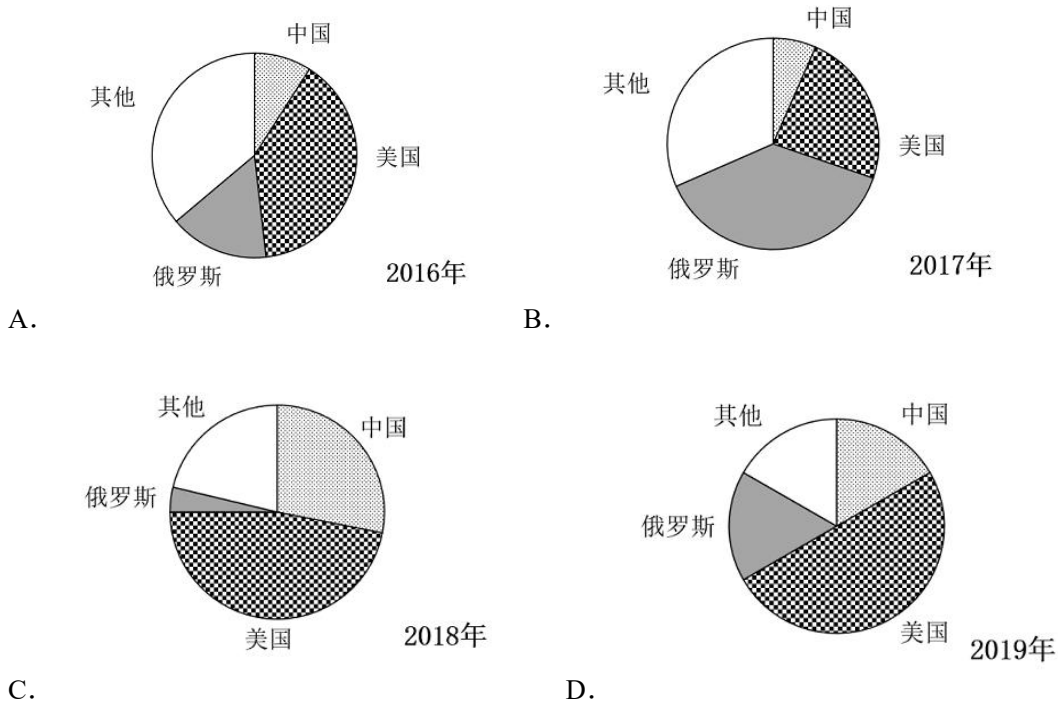 中国
其他
美国
俄罗斯
2016年
A.
中国
其他
美国
俄罗斯
2017年
B.
其他
中国
俄罗斯
美国
2018年
C.
其他
中国
俄罗斯
美国
2019年
D.